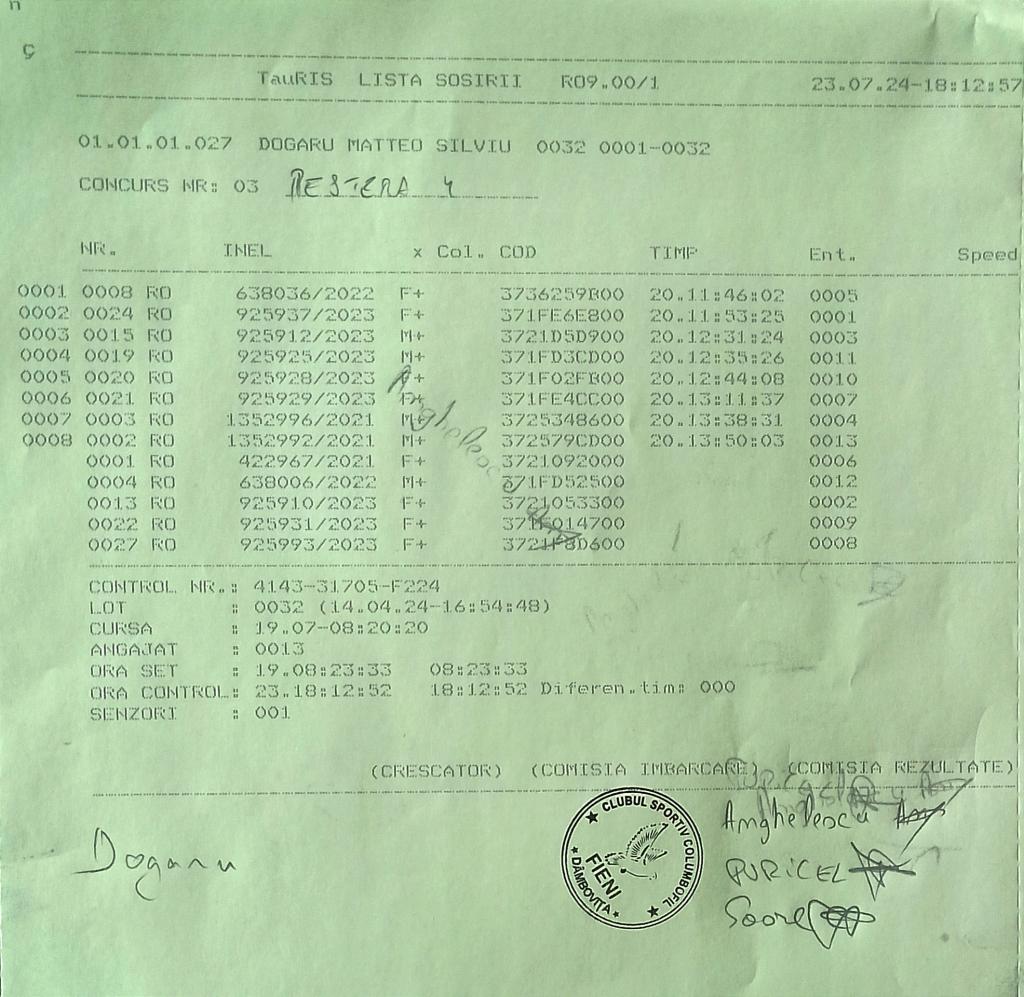 TauRIS LISTA SOSIRII RO9.00/1 23.07.24-18:12:57
01.01.01.027 DOGARU MATTEO SILVIU 0032 0001-0032
CONCURS NR: 03 PESTERA 4
NR. INEL x Col. COD TIMP Ent. Speed
0001 0008 RO 638036/2022 F+ 3736259B00 20.11:46:02 0005
0002 0024 RO 925937/2023 F+ 371FE6E800 20.11:53:25 0001
0003 0015 RO 925912/2023 M+ 3721D5D900 20.12:31:24 0003
0004 0019 RO 925925/2023 M+ 371FD3CD00 20.12:35:26 0011
0005 0020 RO 925928/2023 + 371F02FB00 20.12:44:08 0010
0006 0021 RO 925929/2023 371FE4CC00 20.13:11:37 0007
0007 0003 RO 1352996/2021 M+ 3725348600 20.13:38:31 0004
0008 0002 RO 1352992/2021 M+ 372579CD00 20.13:50:03 0013
0001 RO 422967/2021 F+ 3721092000 0006
0004 RO 638006/2022 M+ 371FD52500 0012
0013 RO 925910/2023 F+ 3721053300 0002
0022 RO 925931/2023 F+ 371F014700 0009
0027 RO 925993/2023 F+ 3721F8D600 0008
Anghelescu
CONTROL NR.: 4143-31705-F224
LOT : 0032 (14.04.24-16:54:48)
CURSA : 19.07-08:20:20
ANGAJAT : 0013
ORA SET : 19.08:23:33 08:23:33
ORA CONTROL: 23.18:12:52 18:12:52 Diferen.tim: 000
SENZORI : 001
(CRESCATOR) (COMISIA IMBARCARE) (COMISIA REZULTATE)
Dogaru
CLUBUL SPORTIV COLUMBOFIL
FIENI
DÂMBOVIȚA
Anghelescu
PURICEL
Soare